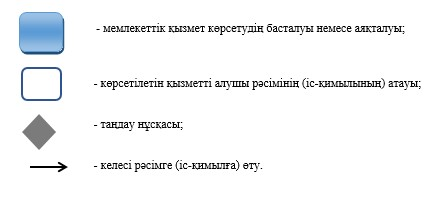 - мемлекеттік қызмет көрсетудің басталуы немесе аяқталуы;
- көрсетілетін қызметті алушы рәсімінің (іс-қимылының) атауы;
- таңдау нұсқасы;
- келесі рәсімге (іс-қимылға) өту.